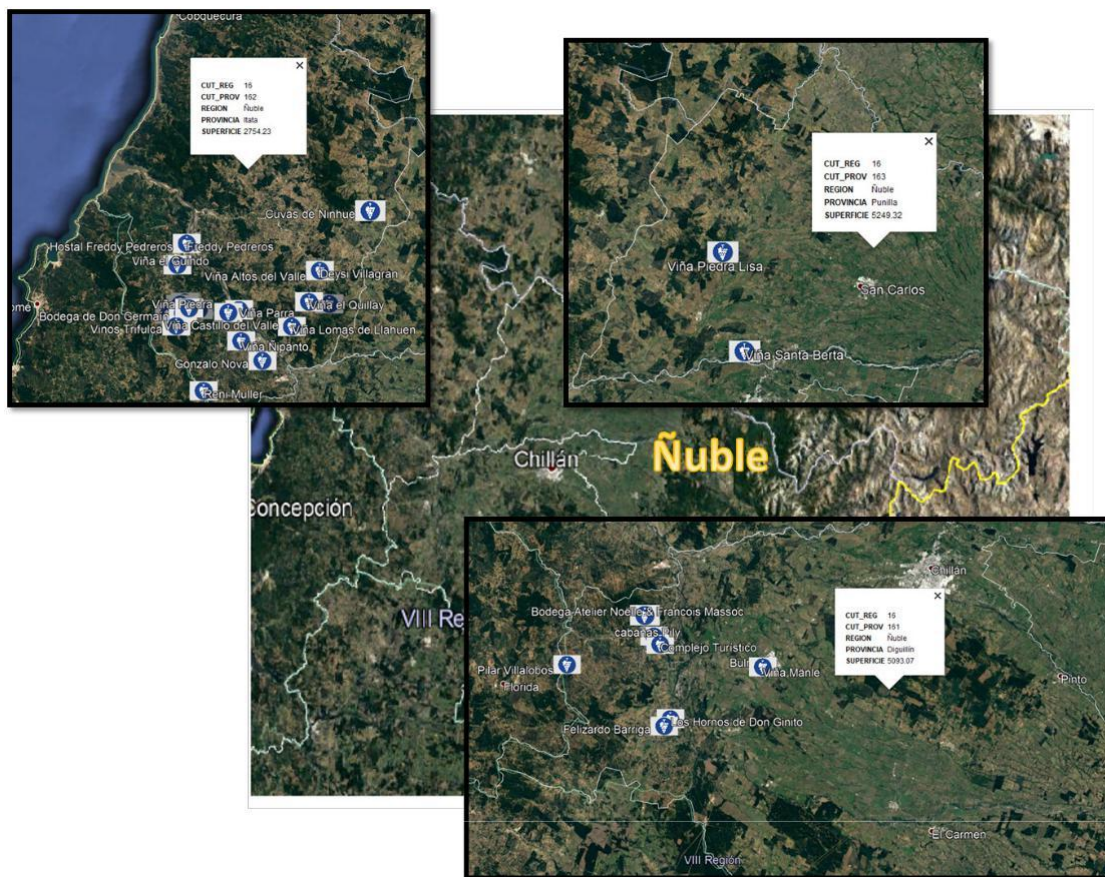 Cobquecura
CUT_REG 16
CUT_PROV 162
REGION Ñuble
PROVINCIA Itata
SUPERFICIE 2754.23
Cuvas de Ninhue
Hostal Freddy Pedreros
Freddy Pedreros
Viña el Guindo
Viña Altos del Valle
Deysi Villagran
Viña Piedra
Viña el Quillay
Bodega de Don Germain
Viña Parra
Vinos Trifulca
Viña Castillo del Valle
Viña Lomas de Llahuen
Viña Nipanto
Gonzalo Nova
Reni Muller
CUT_REG 16
CUT_PROV 163
REGION Ñuble
PROVINCIA Punilla
SUPERFICIE 5249.32
Viña Piedra Lisa
San Carlos
Viña Santa Berta
Chillán
Ñuble
Concepción
VIII Re
Chillán
Bodega Atelier Noelle & Francois Massoc
CUT_REG 16
CUT_PROV 161
REGION Ñuble
PROVINCIA Diguillín
SUPERFICIE 5093.07
cabañas Lily
Complejo Turístico
Bul
Viña Manle
Pilar Villalobos
Florida
Pinto
Los Hornos de Don Ginito
Felizardo Barriga
El Carmen
VIII Región